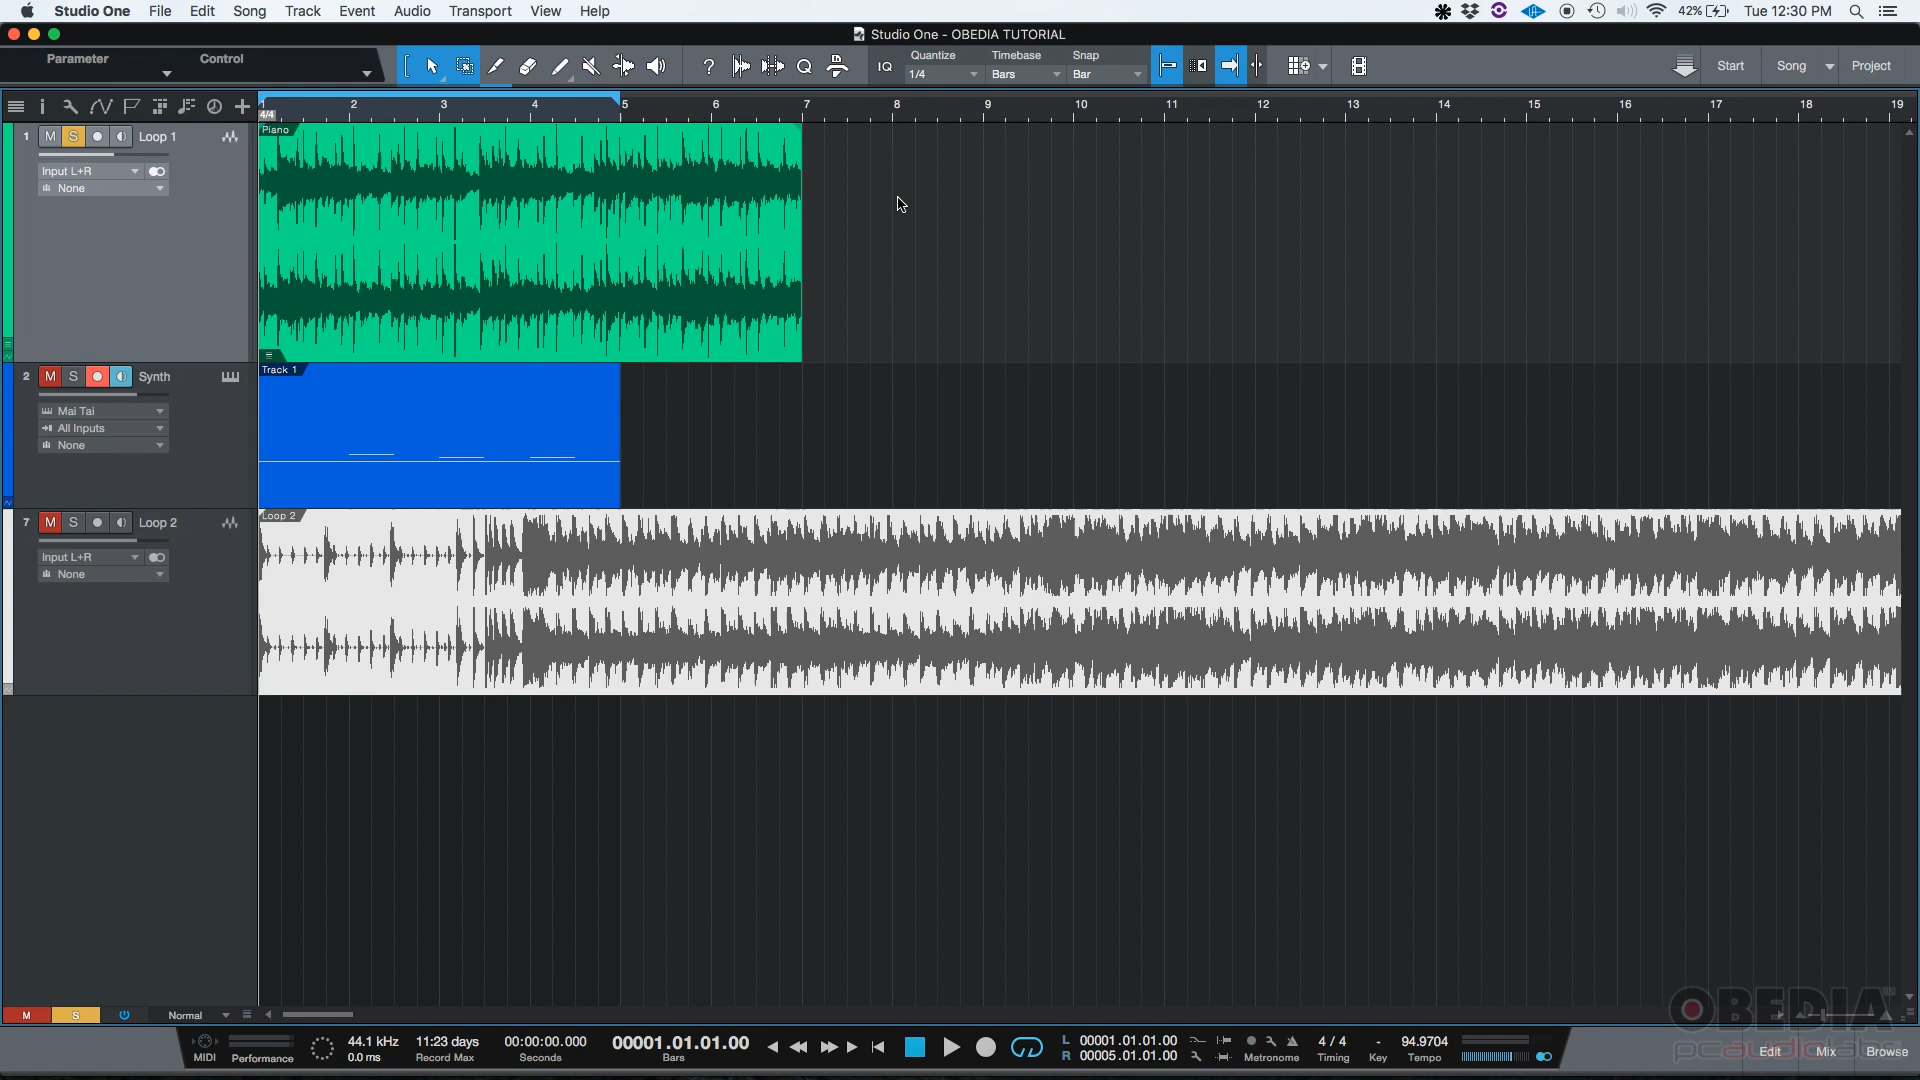 Studio One File Edit Song Track Event Audio Transport View Help 42% Tue 12:30 PM
Studio One - OBEDIA TUTORIAL
Parameter Control
Quantize Timebase Snap
IQ 1/4 Bars Bar
Start Song Project
1 2 3 4 5 6 7 8 9 10 11 12 13 14 15 16 17 18 19
4/4
Piano
1 M S Loop 1
Input L+R
None
Track 1
2 M S Synth
Mai Tai
All Inputs
None
Loop 2
7 M S Loop 2
Input L+R
None
M S Normal
OBEDIA
pcaudiolabs
MIDI
Performance
44.1 kHz
0.0 ms
11:23 days
Record Max
00:00:00.000
Seconds
00001.01.01.00
Bars
L 00001.01.01.00
R 00005.01.01.00
Metronome
4 / 4
Timing
-
Key
94.9704
Tempo
Edit Mix Browse